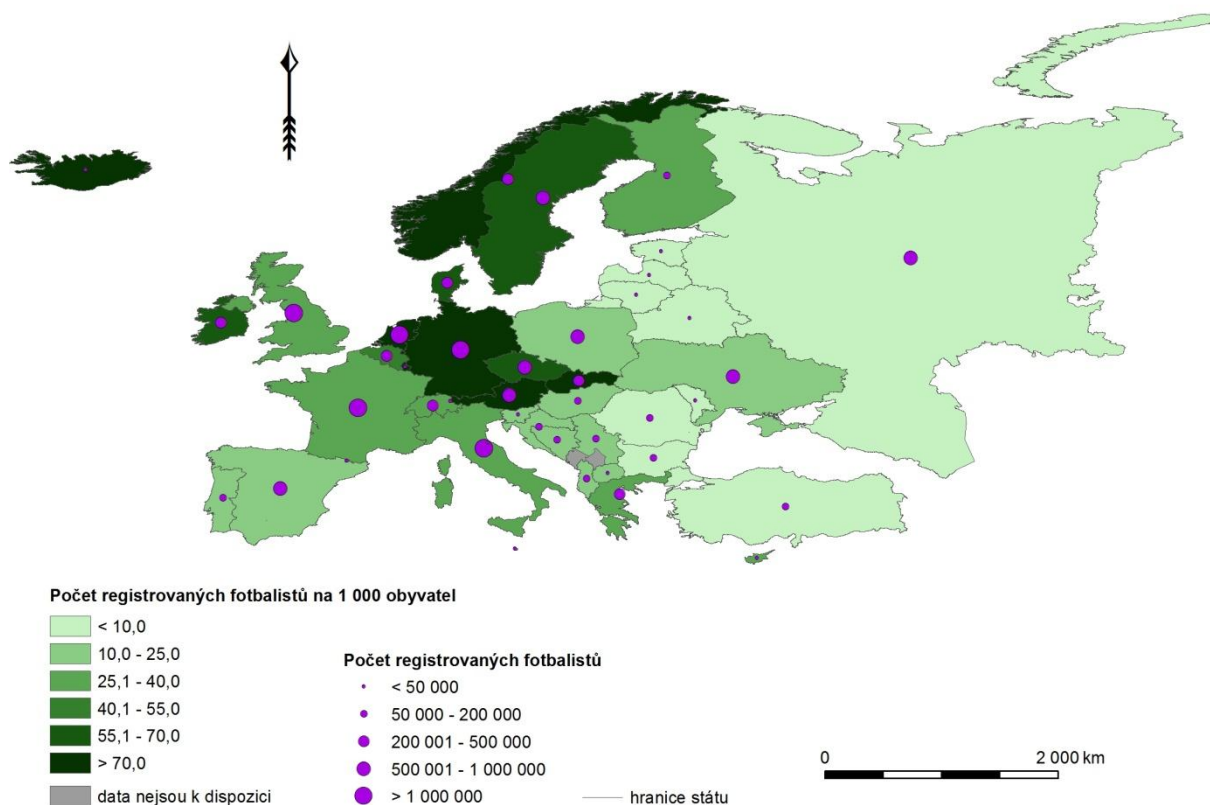 Počet registrovaných fotbalistů na 1 000 obyvatel
< 10,0
10,0 - 25,0
25,1 - 40,0
40,1 - 55,0
55,1 - 70,0
> 70,0
data nejsou k dispozici
Počet registrovaných fotbalistů
< 50 000
50 000 - 200 000
200 001 - 500 000
500 001 - 1 000 000
> 1 000 000
hranice státu
0 2 000 km